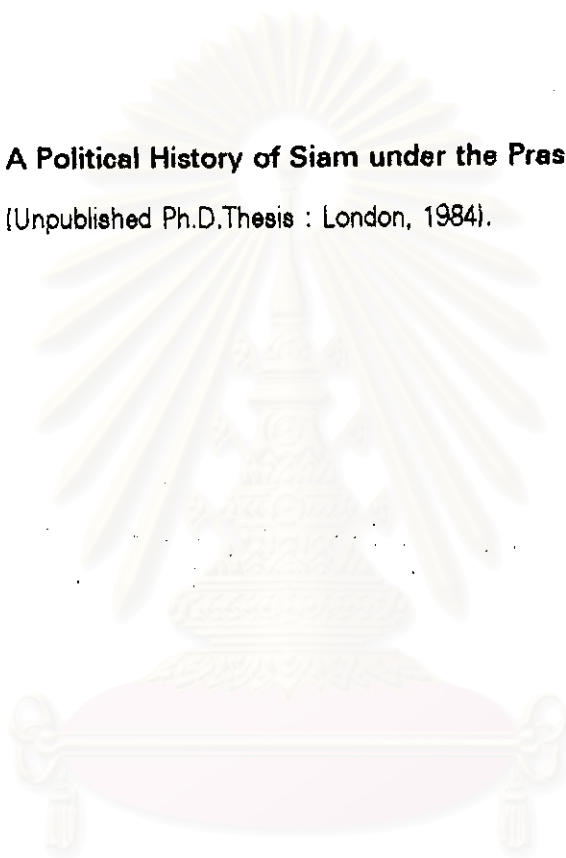 A Political History of Siam under the Pras
(Unpublished Ph.D.Thesis : London, 1984).